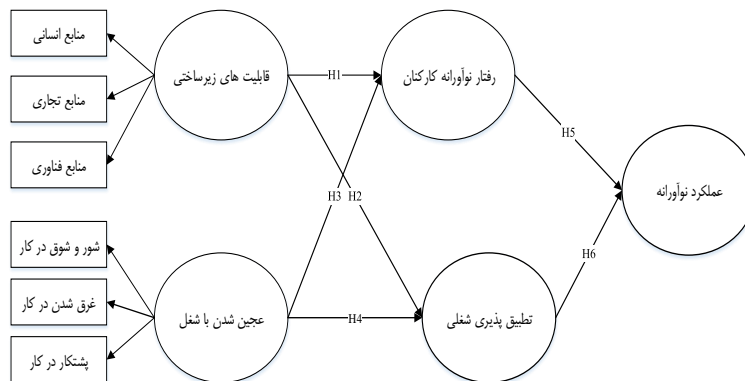 منابع انسانی
منابع تجاری
منابع فناوری
قابلیت های زیرساختی
H1
رفتار نوآورانه کارکنان
H5
H3
H2
عملکرد نوآورانه
H6
شور و شوق در کار
غرق شدن در کار
پشتکار در کار
عجین شدن با شغل
H4
تطبیق پذیری شغلی